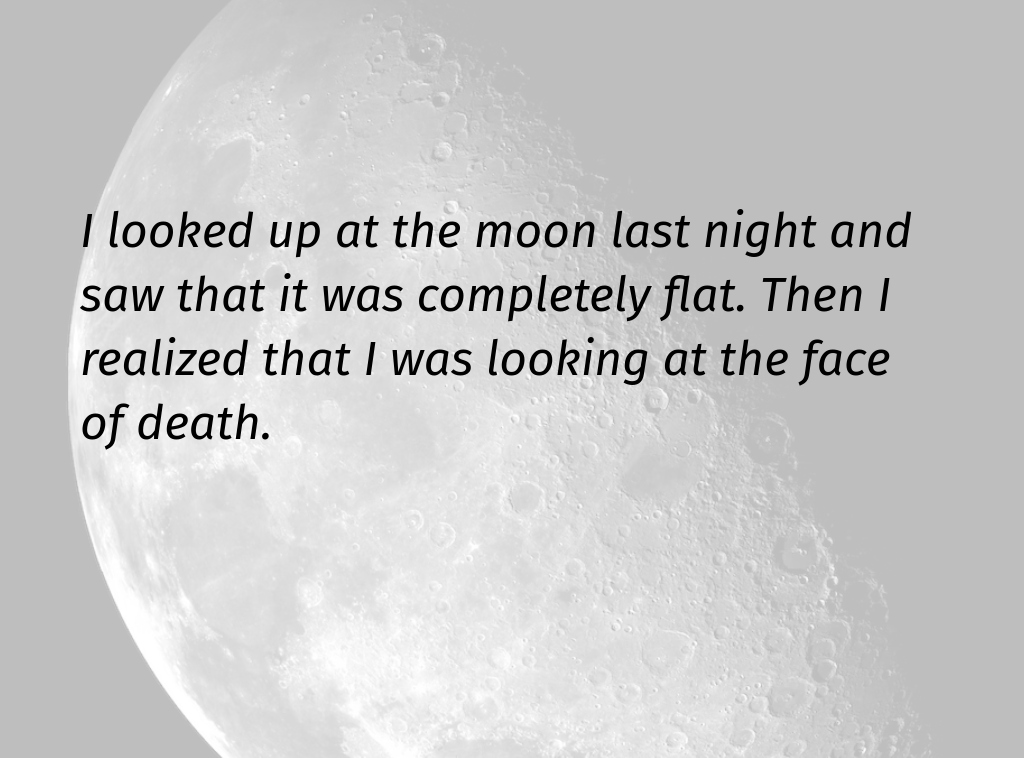 I looked up at the moon last night and
saw that it was completely flat. Then I
realized that I was looking at the face
of death.